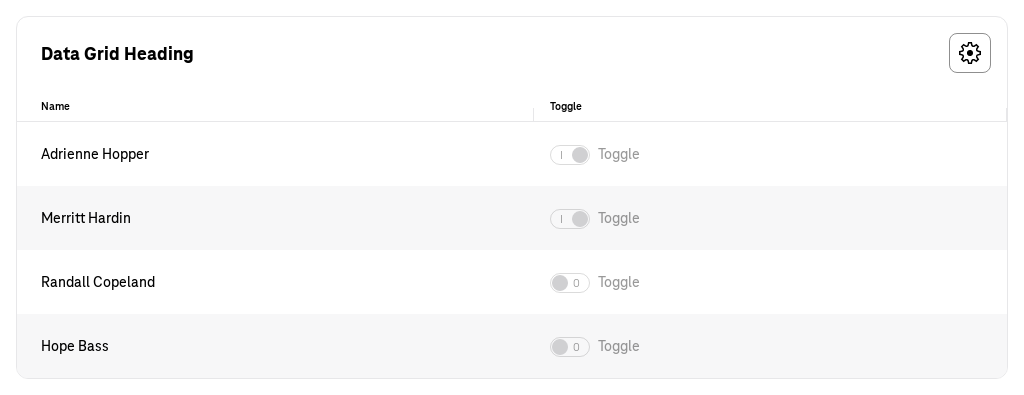 Data Grid Heading
Name Toggle
Adrienne Hopper I Toggle
Merritt Hardin I Toggle
Randall Copeland 0 Toggle
Hope Bass 0 Toggle